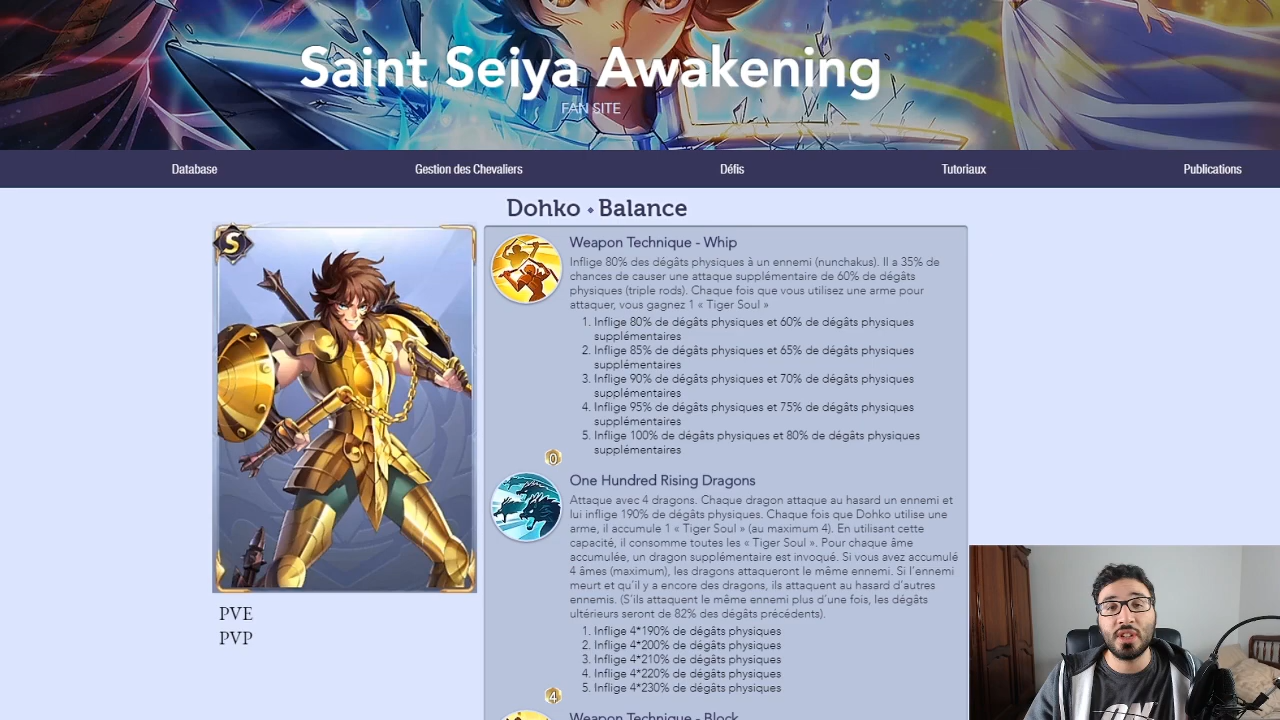 Saint Seiya Awakening
FAN SITE
Database
Gestion des Chevaliers
Défis
Tutoriaux
Publications
Dohko ⬩ Balance
S
Weapon Technique - Whip
Inflige 80% des dégâts physiques à un ennemi (nunchakus). Il a 35% de
chances de causer une attaque supplémentaire de 60% de dégâts
physiques (triple rods). Chaque fois que vous utilisez une arme pour
attaquer, vous gagnez 1 « Tiger Soul »
1. Inflige 80% de dégâts physiques et 60% de dégâts physiques
supplémentaires
2. Inflige 85% de dégâts physiques et 65% de dégâts physiques
supplémentaires
3. Inflige 90% de dégâts physiques et 70% de dégâts physiques
supplémentaires
4. Inflige 95% de dégâts physiques et 75% de dégâts physiques
supplémentaires
5. Inflige 100% de dégâts physiques et 80% de dégâts physiques
supplémentaires
0
One Hundred Rising Dragons
Attaque avec 4 dragons. Chaque dragon attaque au hasard un ennemi et
lui inflige 190% de dégâts physiques. Chaque fois que Dohko utilise une
arme, il accumule 1 « Tiger Soul » (au maximum 4). En utilisant cette
capacité, il consomme toutes les « Tiger Soul ». Pour chaque âme
accumulée, un dragon supplémentaire est invoqué. Si vous avez accumulé
4 âmes (maximum), les dragons attaqueront le même ennemi. Si l'ennemi
meurt et qu'il y a encore des dragons, ils attaquent au hasard d'autres
ennemis. (S'ils attaquent le même ennemi plus d'une fois, les dégâts
ultérieurs seront de 82% des dégâts précédents).
1. Inflige 4*190% de dégâts physiques
2. Inflige 4*200% de dégâts physiques
3. Inflige 4*210% de dégâts physiques
4. Inflige 4*220% de dégâts physiques
5. Inflige 4*230% de dégâts physiques
4
Weapon Technique - Block
PVE
PVP